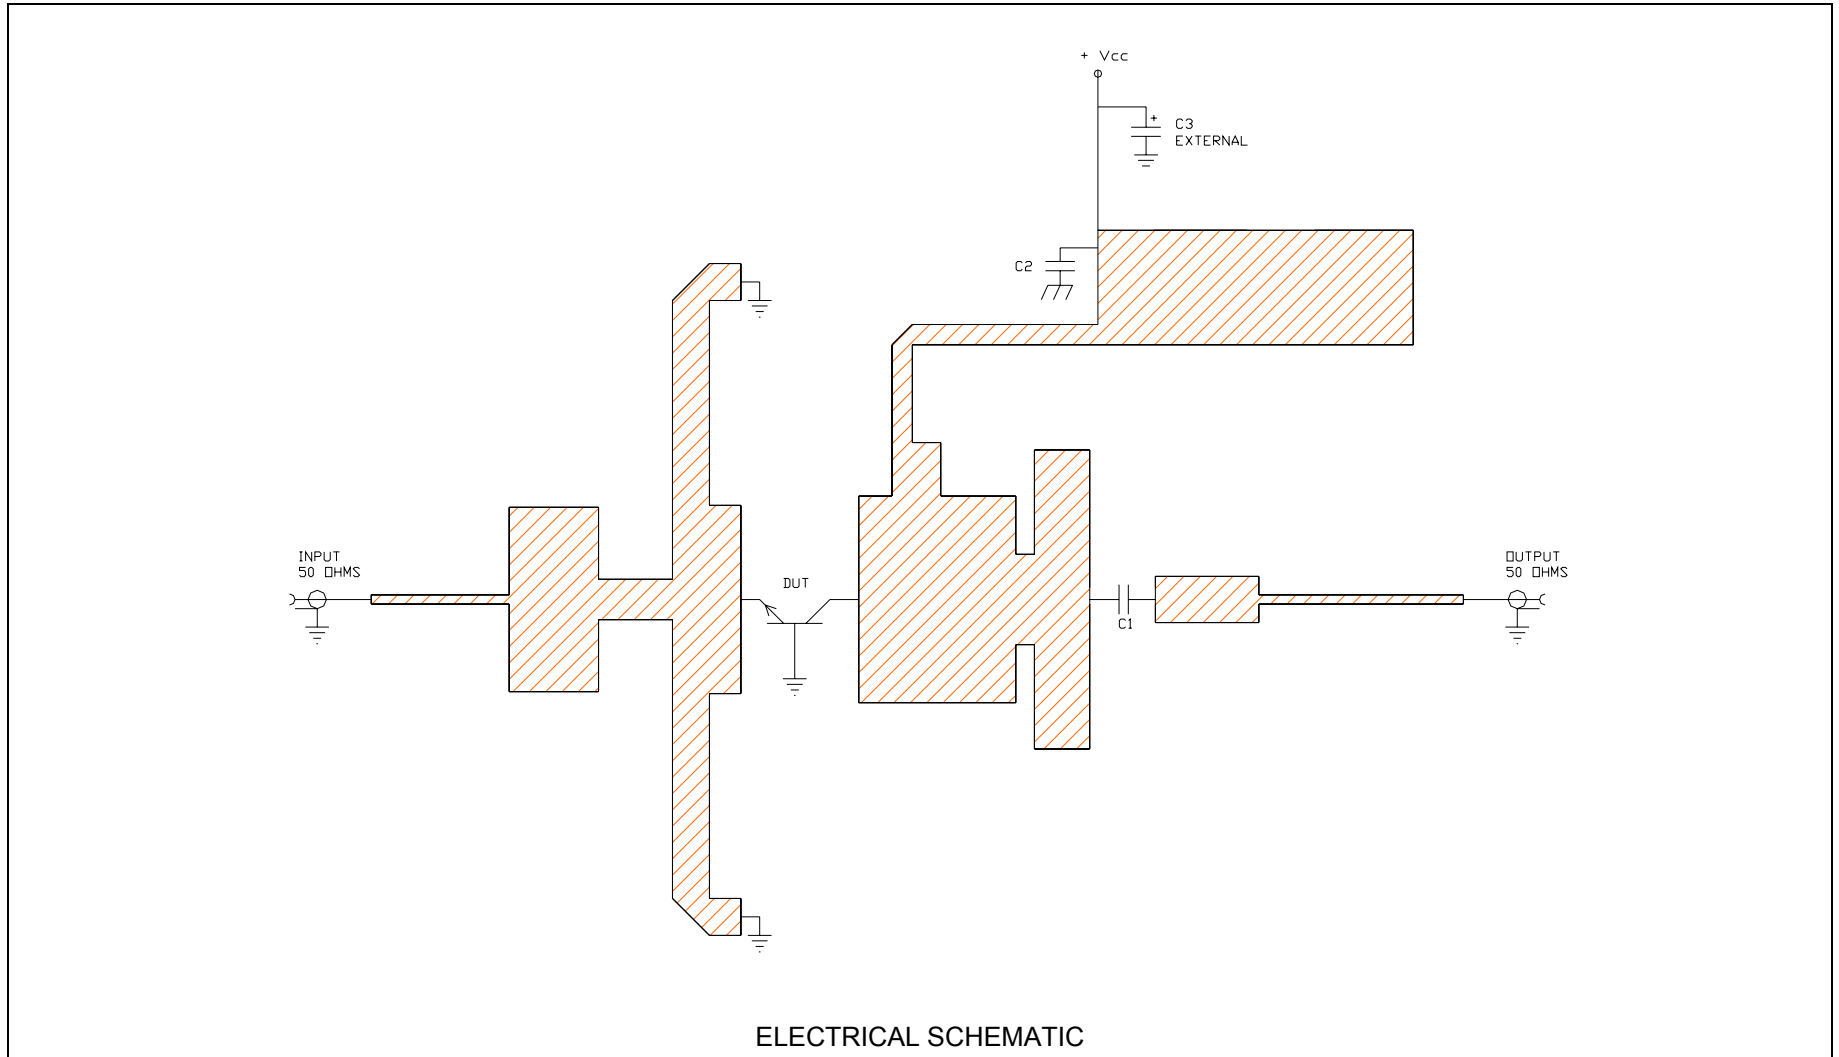 + Vcc
+
C3
EXTERNAL
C2
INPUT
50 OHMS
DUT
C1
OUTPUT
50 OHMS
ELECTRICAL SCHEMATIC